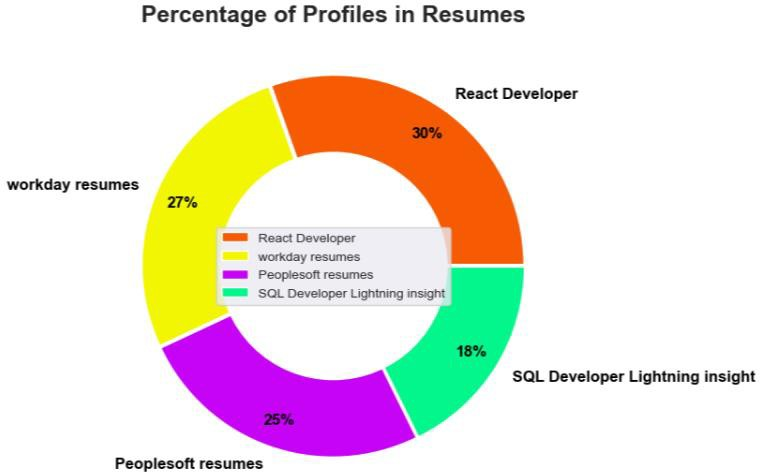 Percentage of Profiles in Resumes
React Developer
30%
workday resumes
27%
React Developer
workday resumes
Peoplesoft resumes
SQL Developer Lightning insight
18%
SQL Developer Lightning insight
25%
Peoplesoft resumes